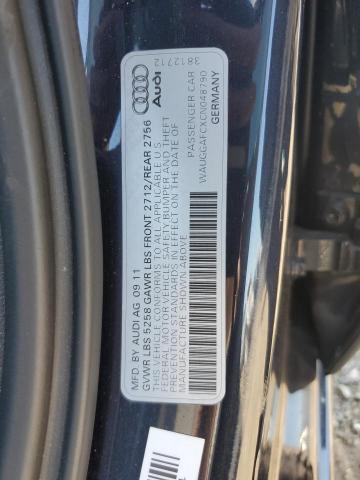 3812712
Audi
MFD. BY AUDI AG 09 11
GVWR LBS 5258 GAWR LBS FRONT 2712/REAR 2756
THIS VEHICLE CONFORMS TO ALL APPLICABLE U.S.
FEDERAL MOTOR VEHICLE SAFETY BUMPER AND THEFT
PREVENTION STANDARDS IN EFFECT ON THE DATE OF
MANUFACTURE SHOWN ABOVE.
WAUGGAFCXCN048790
PASSENGER CAR